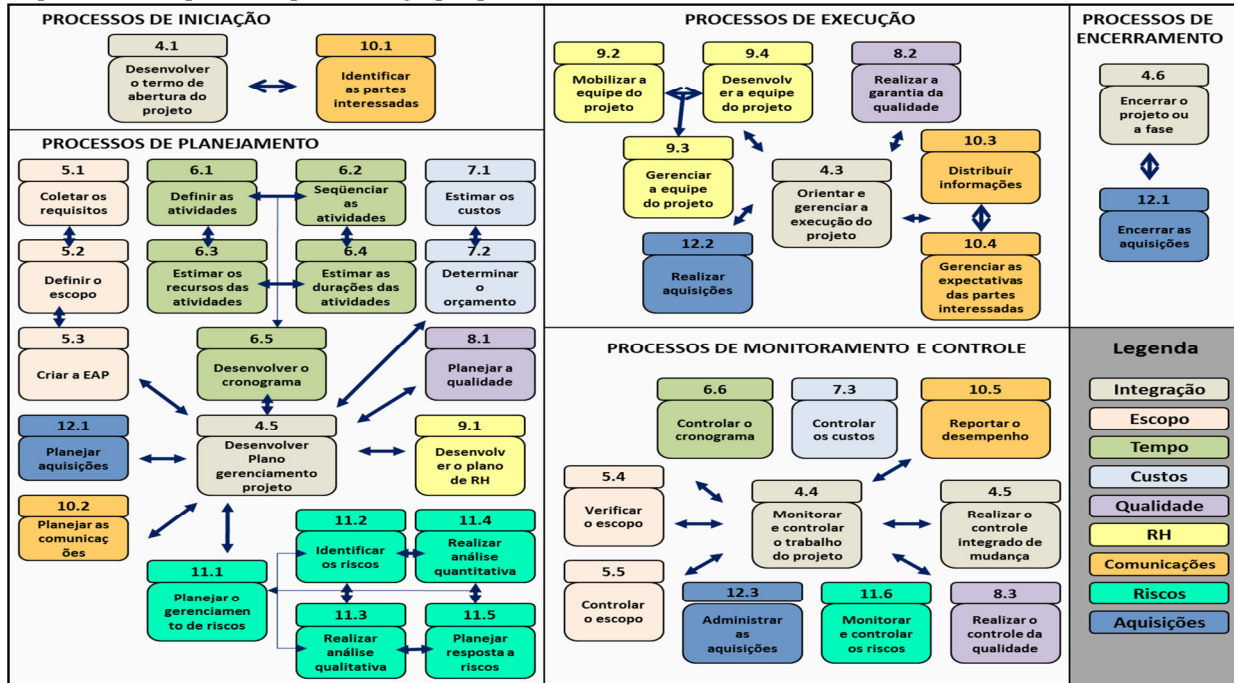 PROCESSOS DE INICIAÇÃO
4.1
Desenvolver
o termo de
abertura do
projeto
10.1
Identificar
as partes
interessadas
PROCESSOS DE PLANEJAMENTO
5.1
Coletar os
requisitos
6.1
Definir as
atividades
6.2
Seqüenciar
as
atividades
7.1
Estimar os
custos
5.2
Definir o
escopo
6.3
Estimar os
recursos das
atividades
6.4
Estimar as
durações das
atividades
7.2
Determinar
o
orçamento
5.3
Criar a EAP
6.5
Desenvolver o
cronograma
8.1
Planejar a
qualidade
12.1
Planejar
aquisições
4.5
Desenvolver
Plano
gerenciamento
projeto
9.1
Desenvolv
er o plano
de RH
10.2
Planejar as
comunicaç
ões
11.1
Planejar o
gerenciamen
to de riscos
11.2
Identificar
os riscos
11.4
Realizar
análise
quantitativa
11.3
Realizar
análise
qualitativa
11.5
Planejar
resposta a
riscos
PROCESSOS DE EXECUÇÃO
9.2
Mobilizar a
equipe do
projeto
9.4
Desenvolv
er a equipe
do projeto
8.2
Realizar a
garantia da
qualidade
9.3
Gerenciar
a equipe
do projeto
4.3
Orientar e
gerenciar a
execução do
projeto
10.3
Distribuir
informações
12.2
Realizar
aquisições
10.4
Gerenciar as
expectativas
das partes
interessadas
PROCESSOS DE
ENCERRAMENTO
4.6
Encerrar o
projeto ou
a fase
12.1
Encerrar as
aquisições
PROCESSOS DE MONITORAMENTO E CONTROLE
6.6
Controlar o
cronograma
7.3
Controlar
os custos
10.5
Reportar o
desempenho
5.4
Verificar
o escopo
4.4
Monitorar
e controlar
o trabalho
do projeto
4.5
Realizar o
controle
integrado de
mudança
5.5
Controlar
o escopo
12.3
Administrar
as
aquisições
11.6
Monitorar
e controlar
os riscos
8.3
Realizar o
controle da
qualidade
Legenda
Integração
Escopo
Tempo
Custos
Qualidade
RH
Comunicações
Riscos
Aquisições